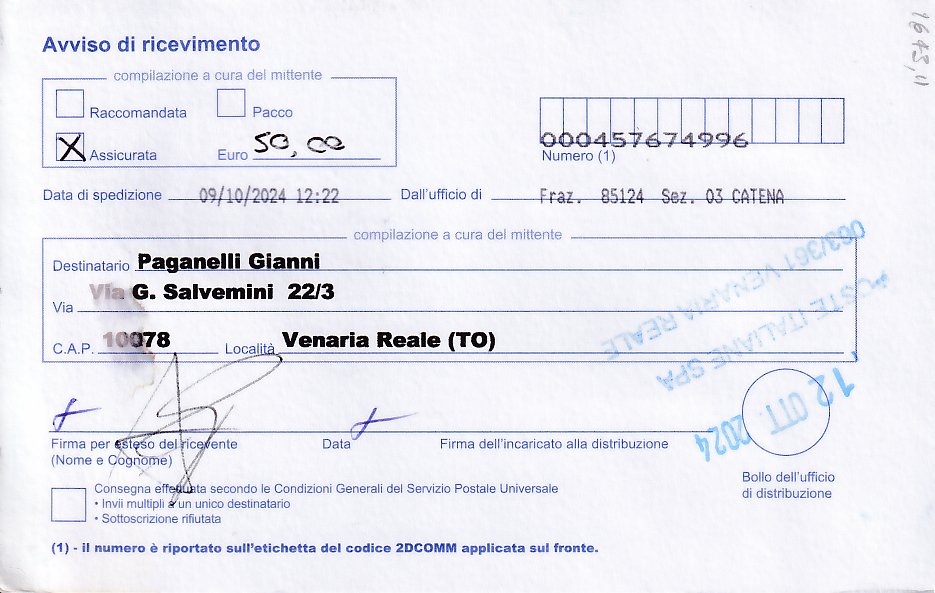 Avviso di ricevimento
compilazione a cura del mittente
Raccomandata Pacco
X Assicurata Euro 50,00
000457674996
Numero (1)
Data di spedizione 09/10/2024 12:22 Dall'ufficio di Fraz. 85124 Sez. 03 CATENA
compilazione a cura del mittente
Destinatario Paganelli Gianni
Via Via G. Salvemini 22/3
C.A.P. 10078 Località Venaria Reale (TO)
063/361 VENARIA REALE
POSTE ITALIANE SPA
12 OTT. 2024
Firma per esteso del ricevente Data Firma dell'incaricato alla distribuzione
(Nome e Cognome)
Bollo dell'ufficio
di distribuzione
Consegna effettuata secondo le Condizioni Generali del Servizio Postale Universale
• Invii multipli a un unico destinatario
• Sottoscrizione rifiutata
(1) - il numero è riportato sull'etichetta del codice 2DCOMM applicata sul fronte.